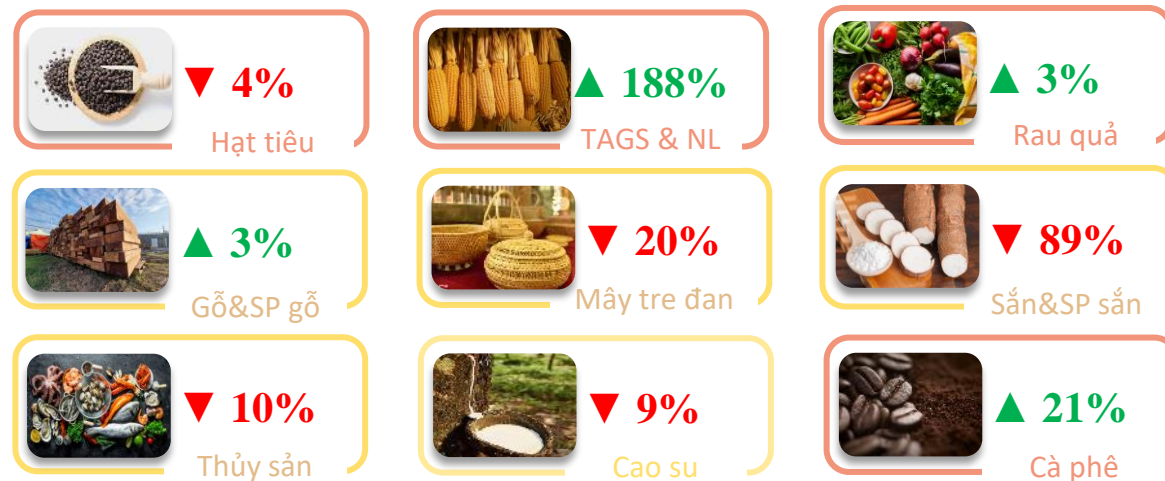 ▼ 4%
Hạt tiêu
▲ 188%
TAGS & NL
▲ 3%
Rau quả
▲ 3%
Gỗ&SP gỗ
▼ 20%
Mây tre đan
▼ 89%
Sắn&SP sắn
▼ 10%
Thủy sản
▼ 9%
Cao su
▲ 21%
Cà phê